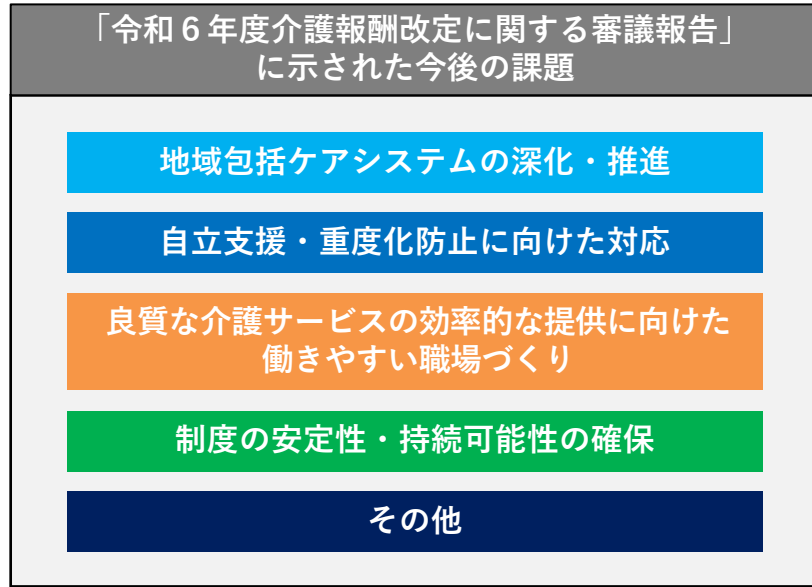 「令和６年度介護報酬改定に関する審議報告」
に示された今後の課題
地域包括ケアシステムの深化・推進
自立支援・重度化防止に向けた対応
良質な介護サービスの効率的な提供に向けた
働きやすい職場づくり
制度の安定性・持続可能性の確保
その他